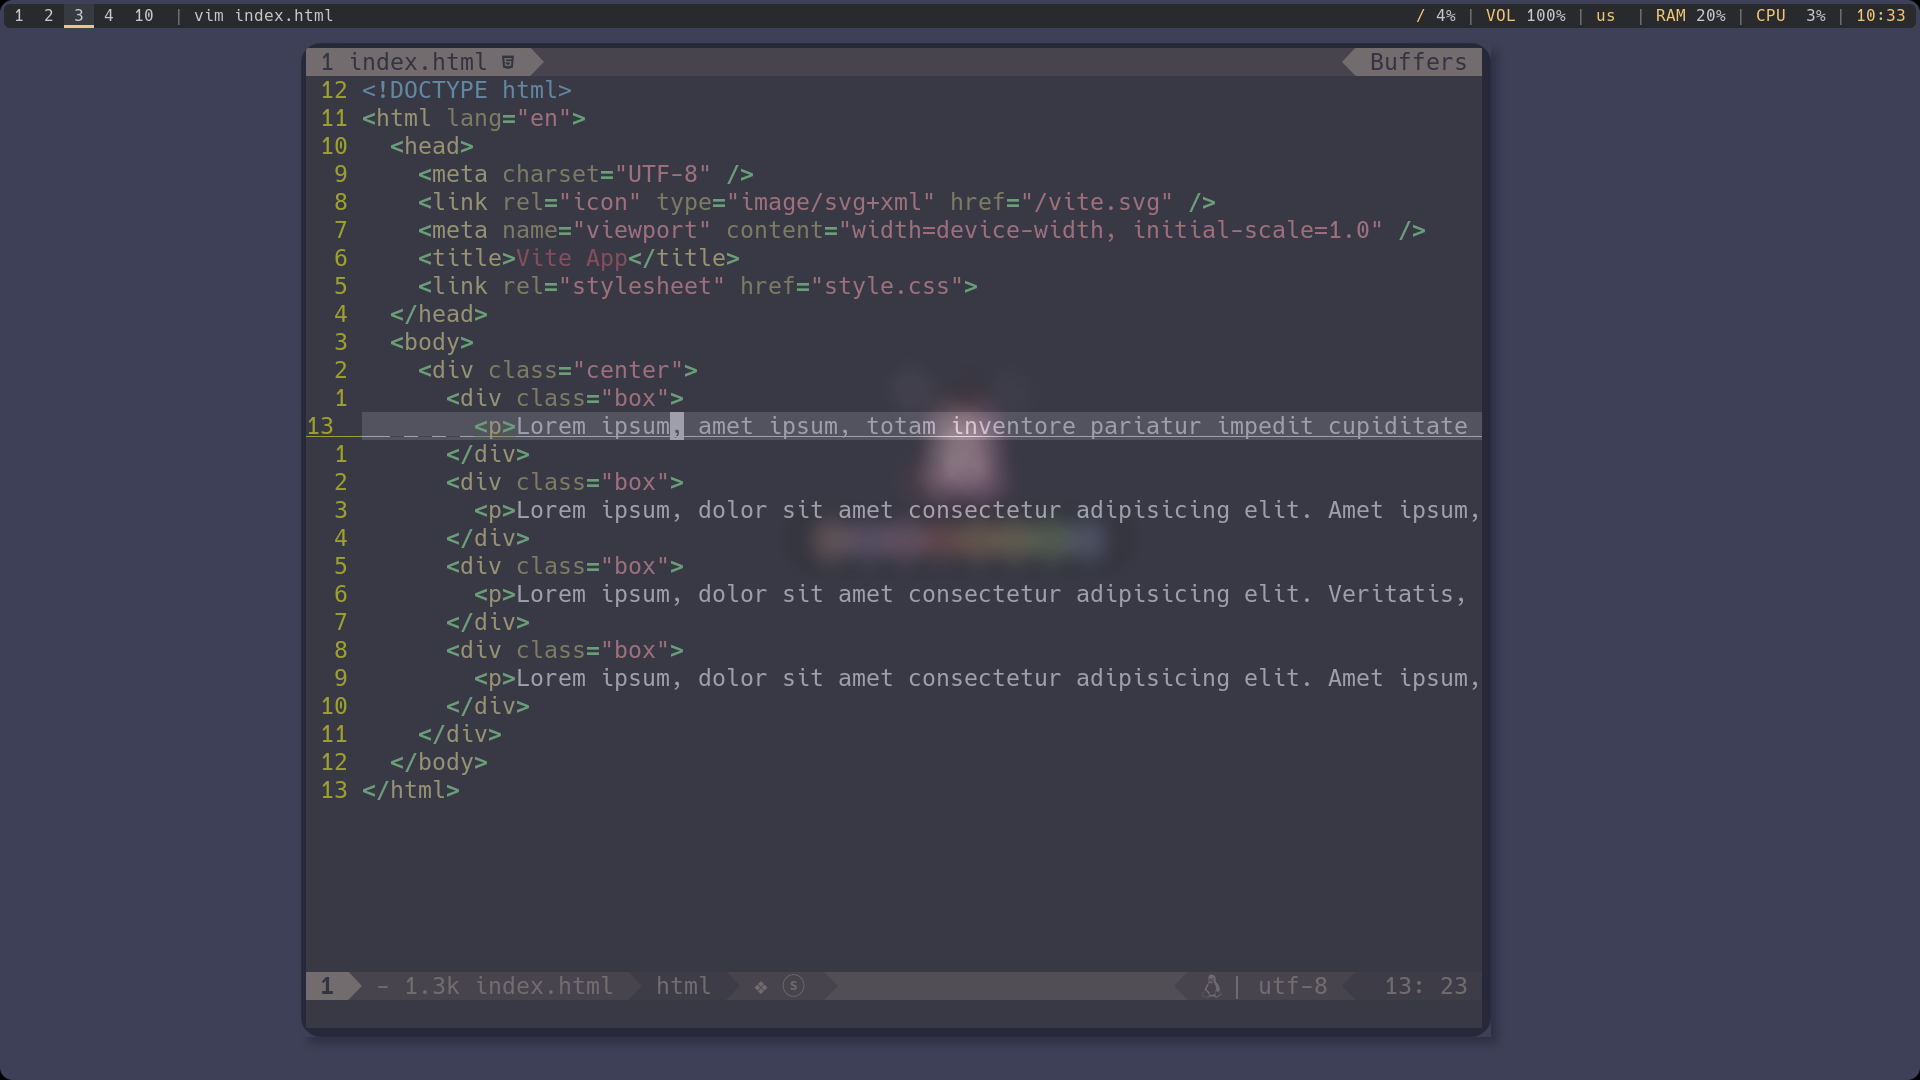 1 2 3 4 10 | vim index.html / 4% | VOL 100% | us | RAM 20% | CPU 3% | 10:33
1 index.html Buffers
12 <!DOCTYPE html>
11 <html lang="en">
10 <head>
9 <meta charset="UTF-8" />
8 <link rel="icon" type="image/svg+xml" href="/vite.svg" />
7 <meta name="viewport" content="width=device-width, initial-scale=1.0" />
6 <title>Vite App</title>
5 <link rel="stylesheet" href="style.css">
4 </head>
3 <body>
2 <div class="center">
1 <div class="box">
13 <p>Lorem ipsum, amet ipsum, totam inventore pariatur impedit cupiditate
1 </div>
2 <div class="box">
3 <p>Lorem ipsum, dolor sit amet consectetur adipisicing elit. Amet ipsum,
4 </div>
5 <div class="box">
6 <p>Lorem ipsum, dolor sit amet consectetur adipisicing elit. Veritatis,
7 </div>
8 <div class="box">
9 <p>Lorem ipsum, dolor sit amet consectetur adipisicing elit. Amet ipsum,
10 </div>
11 </div>
12 </body>
13 </html>
1 - 1.3k index.html html ❖ Ⓢ | utf-8 13: 23